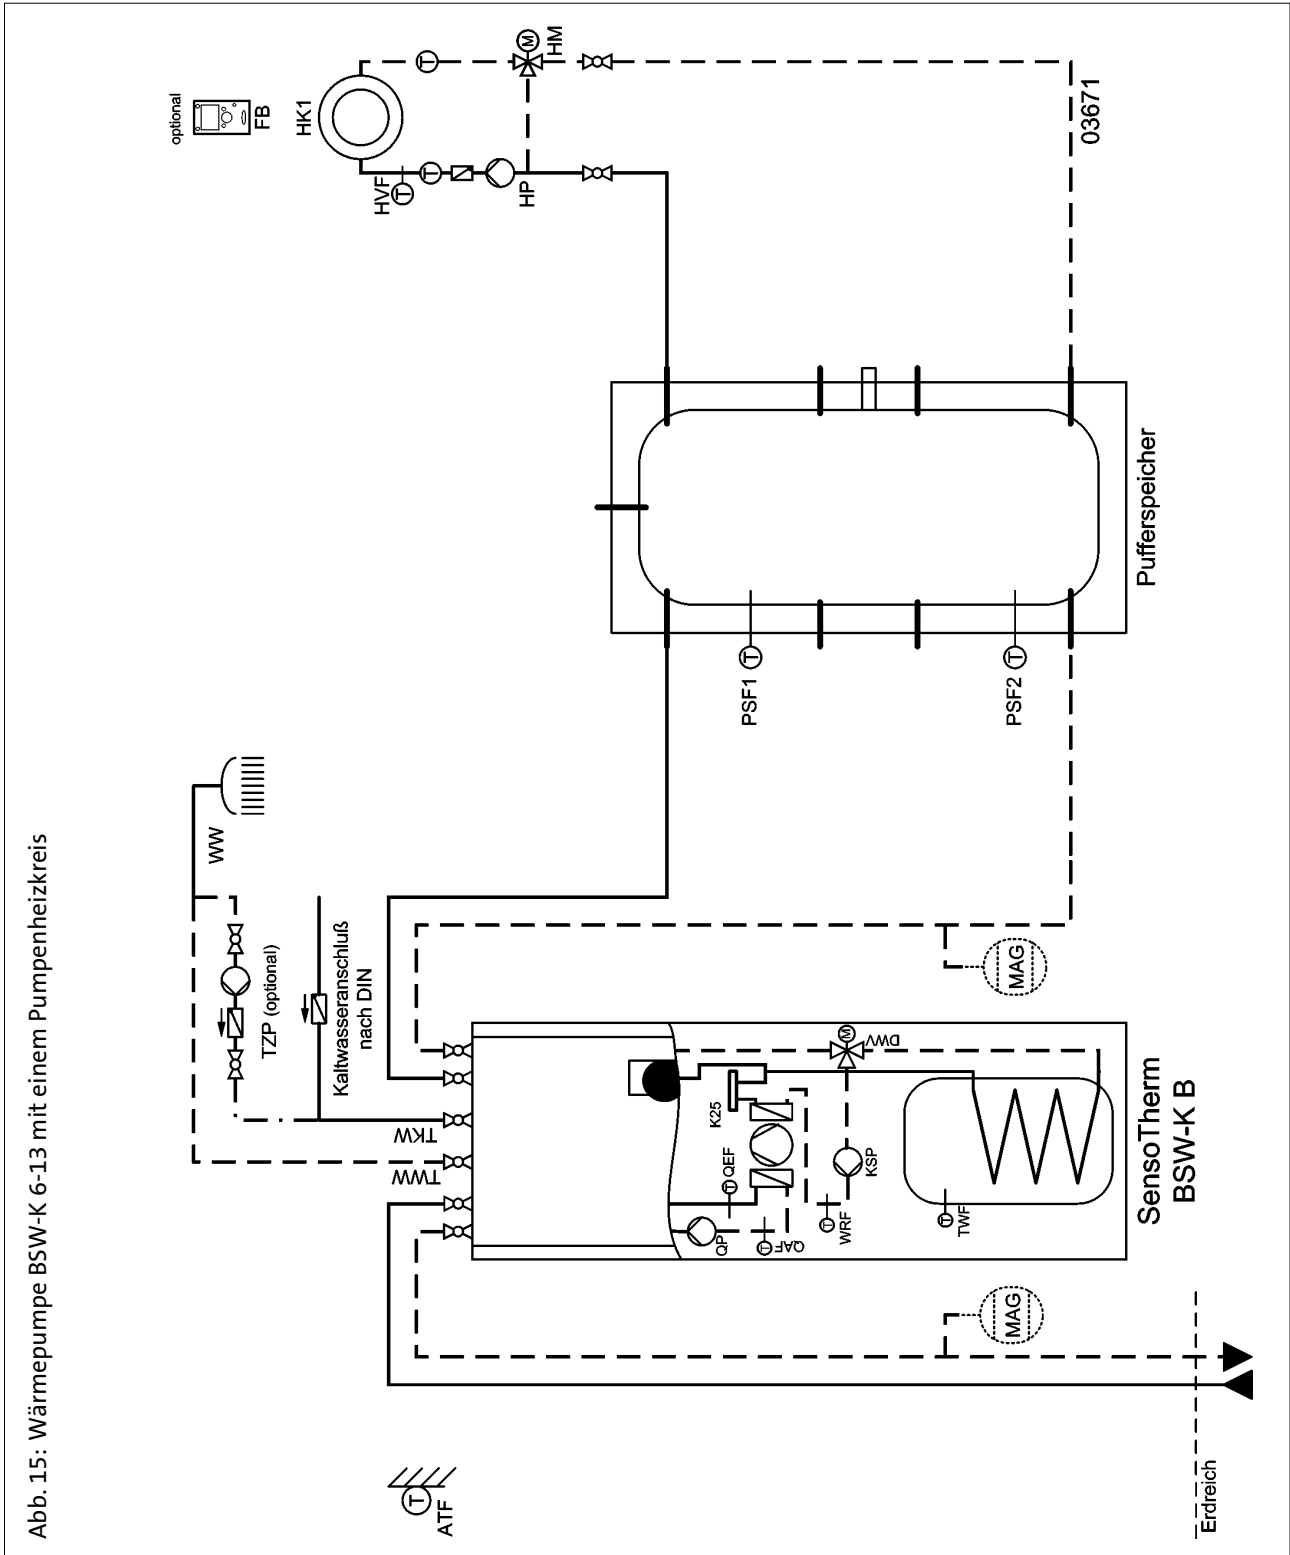 Abb. 15: Wärmepumpe BSW-K 6-13 mit einem Pumpenheizkreis
optional
FB
HK1
HVF
T
T
HP
T
M
HM
03671
WW
TZP (optional)
Kaltwasseranschluß
nach DIN
TKW
TWW
MAG
PSF1
T
PSF2
T
Pufferspeicher
K25
T
QEF
QP
T
QAF
T
WRF
KSP
M
DWV
T
TWF
SensoTherm
BSW-K B
MAG
T
ATF
Erdreich